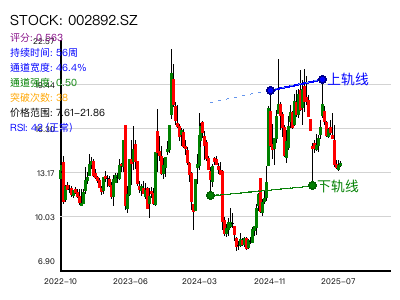 STOCK: 002892.SZ
评分: 0.563
持续时间: 56周
通道宽度: 46.4%
通道强度: 0.50
突破次数: 38
价格范围: 7.61-21.86
RSI: 42 (正常)
上轨线
下轨线
13.17
10.03
6.90
2022-10
2023-06
2024-03
2024-11
2025-07